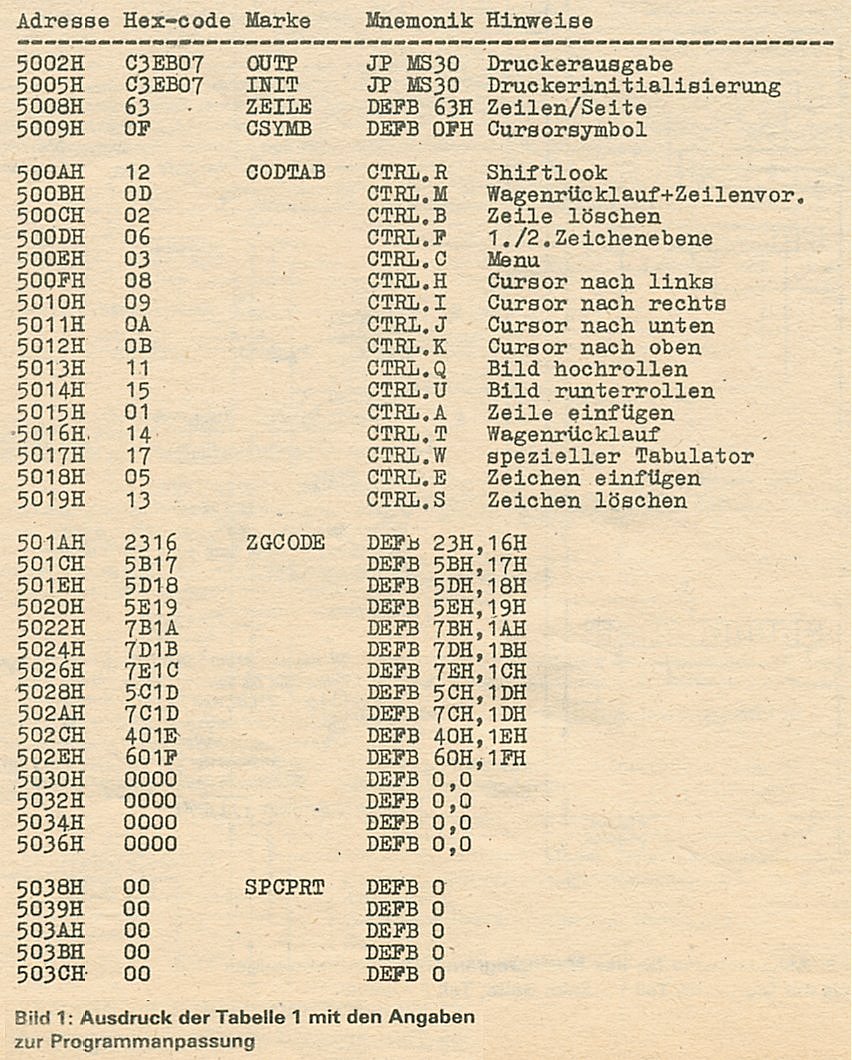 Adresse Hex-code Marke Mnemonik Hinweise
5002H C3EB07 OUTP JP MS30 Druckerausgabe
5005H C3EB07 INIT JP MS30 Druckerinitialisierung
5008H 63 ZEILE DEFB 63H Zeilen/Seite
5009H 0F CSYMB DEFB 0FH Cursorsymbol
500AH 12 CODTAB CTRL.R Shiftlook
500BH 0D CTRL.M Wagenrücklauf+Zeilenvor.
500CH 02 CTRL.B Zeile löschen
500DH 06 CTRL.F 1./2.Zeichenebene
500EH 03 CTRL.C Menu
500FH 08 CTRL.H Cursor nach links
5010H 09 CTRL.I Cursor nach rechts
5011H 0A CTRL.J Cursor nach unten
5012H 0B CTRL.K Cursor nach oben
5013H 11 CTRL.Q Bild hochrollen
5014H 15 CTRL.U Bild runterrollen
5015H 01 CTRL.A Zeile einfügen
5016H 14 CTRL.T Wagenrücklauf
5017H 17 CTRL.W spezieller Tabulator
5018H 05 CTRL.E Zeichen einfügen
5019H 13 CTRL.S Zeichen löschen
501AH 2316 ZGCODE DEFB 23H,16H
501CH 5B17 DEFB 5BH,17H
501EH 5D18 DEFB 5DH,18H
5020H 5E19 DEFB 5EH,19H
5022H 7B1A DEFB 7BH,1AH
5024H 7D1B DEFB 7DH,1BH
5026H 7E1C DEFB 7EH,1CH
5028H 5C1D DEFB 5CH,1DH
502AH 7C1D DEFB 7CH,1DH
502CH 401E DEFB 40H,1EH
502EH 601F DEFB 60H,1FH
5030H 0000 DEFB 0,0
5032H 0000 DEFB 0,0
5034H 0000 DEFB 0,0
5036H 0000 DEFB 0,0
5038H 00 SPCPRT DEFB 0
5039H 00 DEFB 0
503AH 00 DEFB 0
503BH 00 DEFB 0
503CH 00 DEFB 0
Bild 1: Ausdruck der Tabelle 1 mit den Angaben
zur Programmanpassung